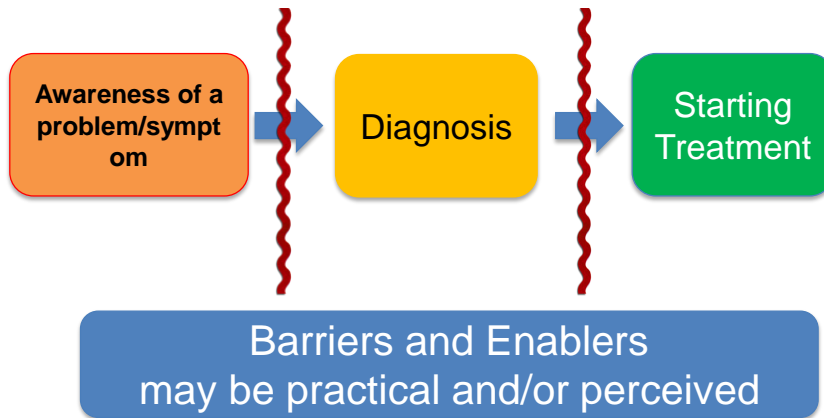 Awareness of a
problem/sympt
om
Diagnosis
Starting
Treatment
Barriers and Enablers
may be practical and/or perceived